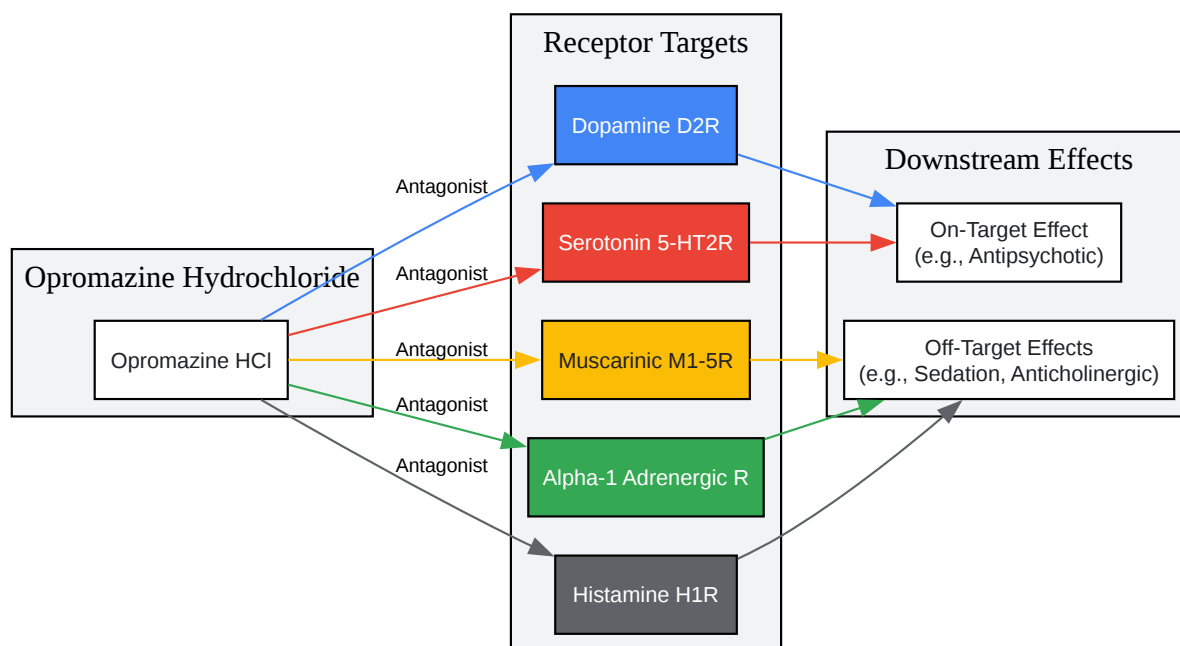 Receptor Targets
Dopamine D2R
Downstream Effects
Antagonist
On-Target Effect
(e.g., Antipsychotic)
Serotonin 5-HT2R
Opromazine Hydrochloride
Antagonist
Opromazine HCl
Antagonist
Muscarinic M1-5R
Off-Target Effects
(e.g., Sedation, Anticholinergic)
Antagonist
Antagonist
Alpha-1 Adrenergic R
Histamine H1R